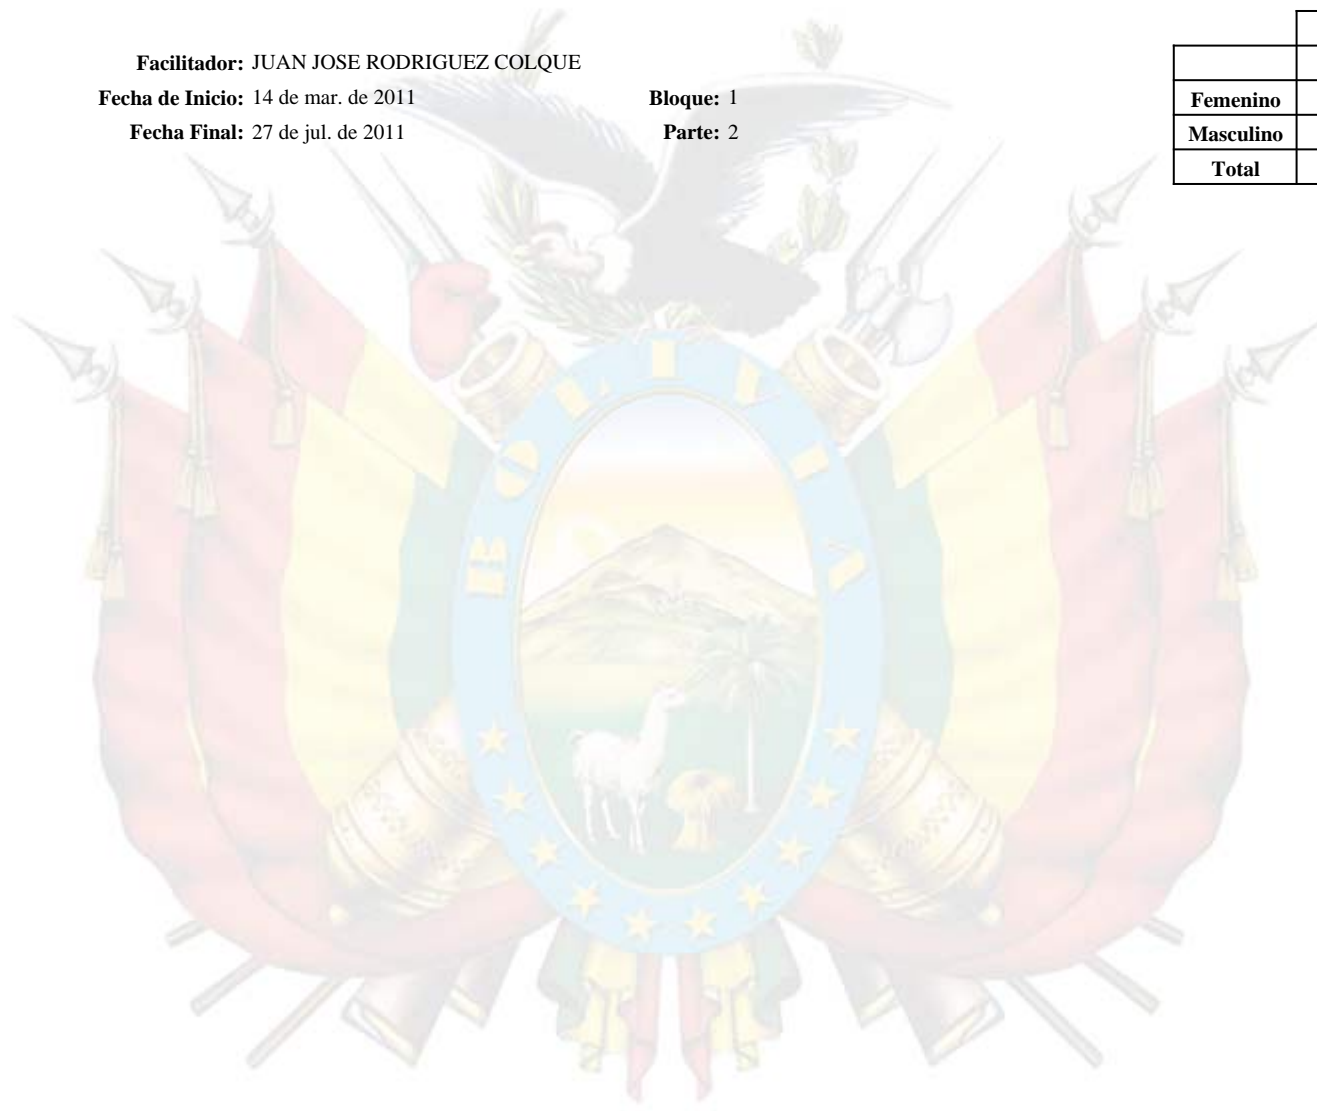 Facilitador: JUAN JOSE RODRIGUEZ COLQUE
Fecha de Inicio: 14 de mar. de 2011 Bloque: 1
Fecha Final: 27 de jul. de 2011 Parte: 2
Femenino
Masculino
Total
BOLIVIA